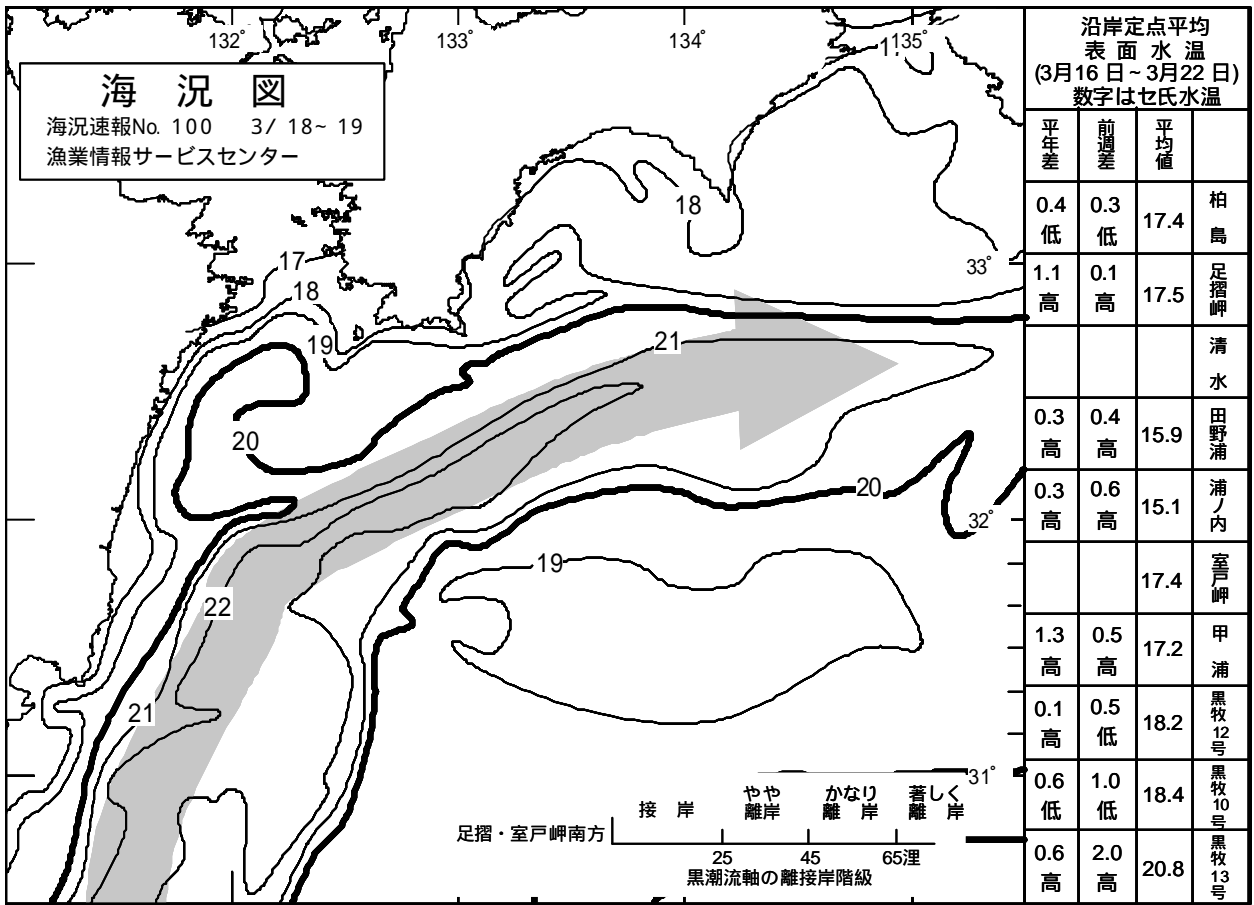 132°
133°
134°
135°
11
海 況 図
海況速報No. 100 3/ 18~ 19
漁業情報サービスセンター
18
33°
17
18
19
21
20
20
32°
19
22
21
31°
接 岸
やや
離岸
かなり
離 岸
著しく
離 岸
足摺・室戸岬南方
25 45 65浬
黒潮流軸の離接岸階級
沿岸定点平均
表 面 水 温
(3月16 日~3月22 日)
数字はセ氏水温
平年差 前週差 平均値
0.4低 0.3低 17.4 柏島
1.1高 0.1高 17.5 足摺岬
清水
0.3高 0.4高 15.9 田野浦
0.3高 0.6高 15.1 浦ノ内
17.4 室戸岬
1.3高 0.5高 17.2 甲浦
0.1高 0.5低 18.2 黒牧12号
0.6低 1.0低 18.4 黒牧10号
0.6高 2.0高 20.8 黒牧13号